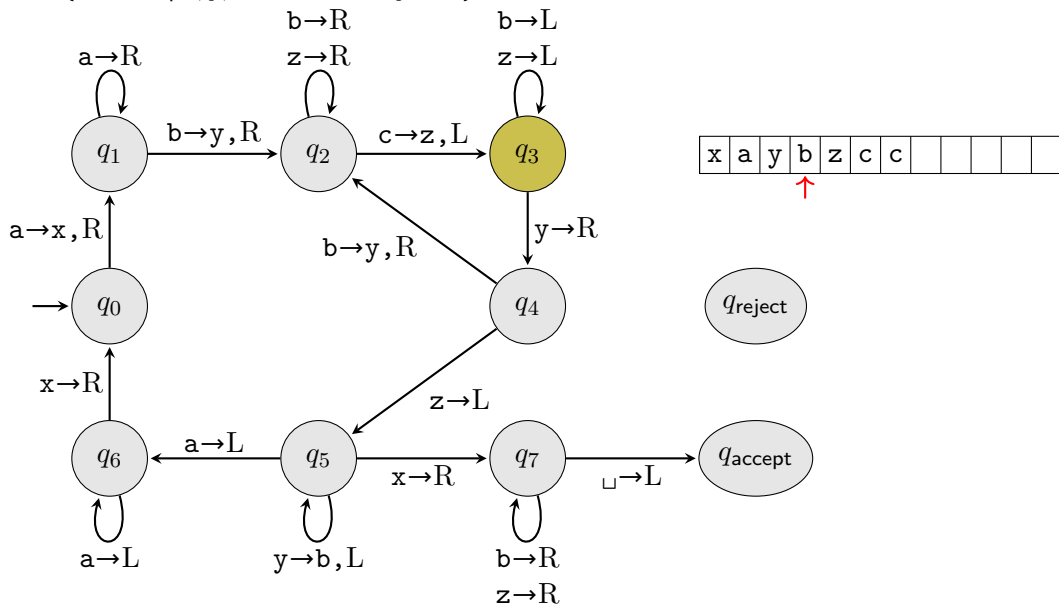 b→R
b→L
a→R
z→R
z→L
q1
b→y,R
q2
c→z,L
q3
x a y b z c c
a→x,R
b→y,R
y→R
q0
q4
qreject
x→R
z→L
q6
a→L
q5
x→R
q7
␣→L
qaccept
a→L
y→b,L
b→R
z→R